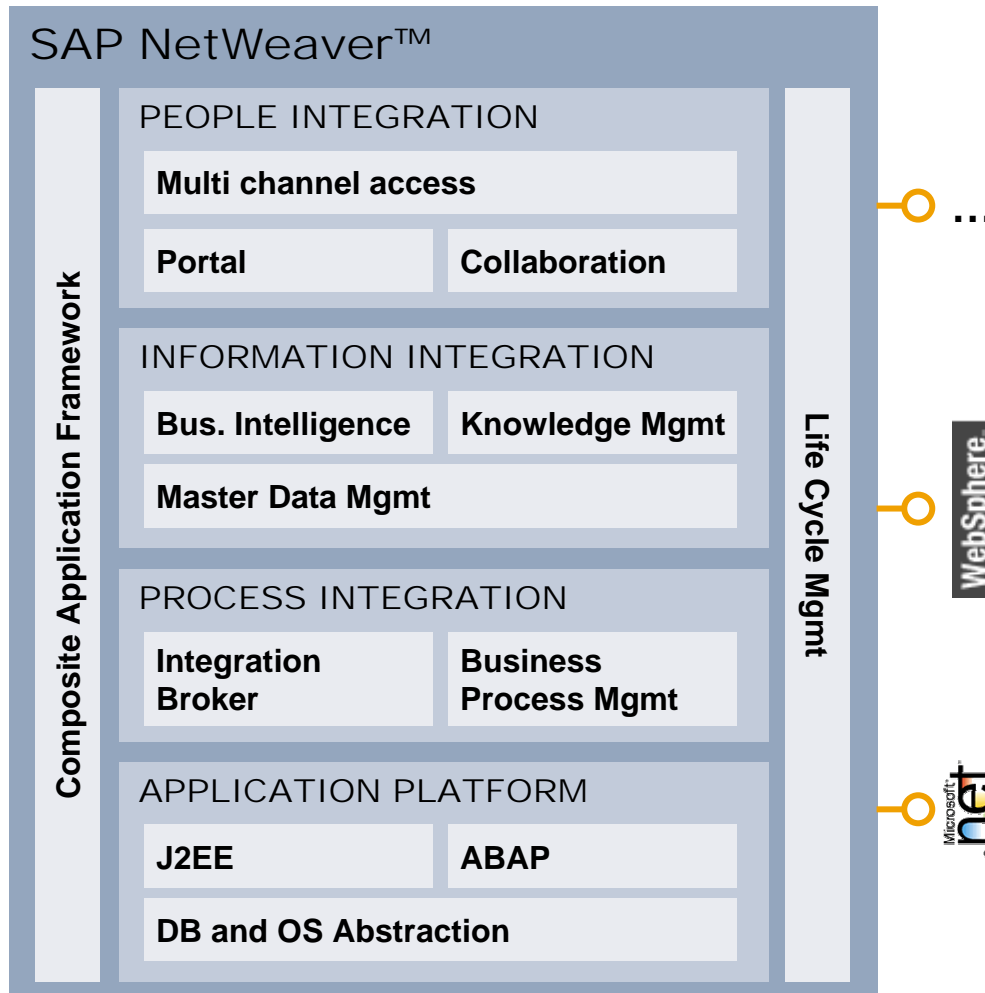 SAP NetWeaver™
Composite Application Framework
PEOPLE INTEGRATION
Multi channel access
Portal
Collaboration
INFORMATION INTEGRATION
Bus. Intelligence
Knowledge Mgmt
Master Data Mgmt
PROCESS INTEGRATION
Integration
Broker
Business
Process Mgmt
APPLICATION PLATFORM
J2EE
ABAP
DB and OS Abstraction
Life Cycle Mgmt
...
WebSphere.
Microsoft
net